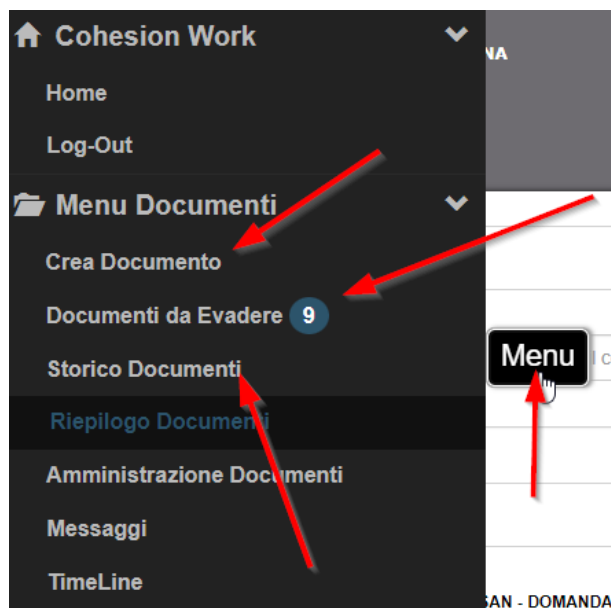 Cohesion Work
NA
Home
Log-Out
Menu Documenti
Crea Documento
Documenti da Evadere 9
Storico Documenti
Menu
l c
Riepilogo Documenti
Amministrazione Documenti
Messaggi
TimeLine
SAN - DOMANDA